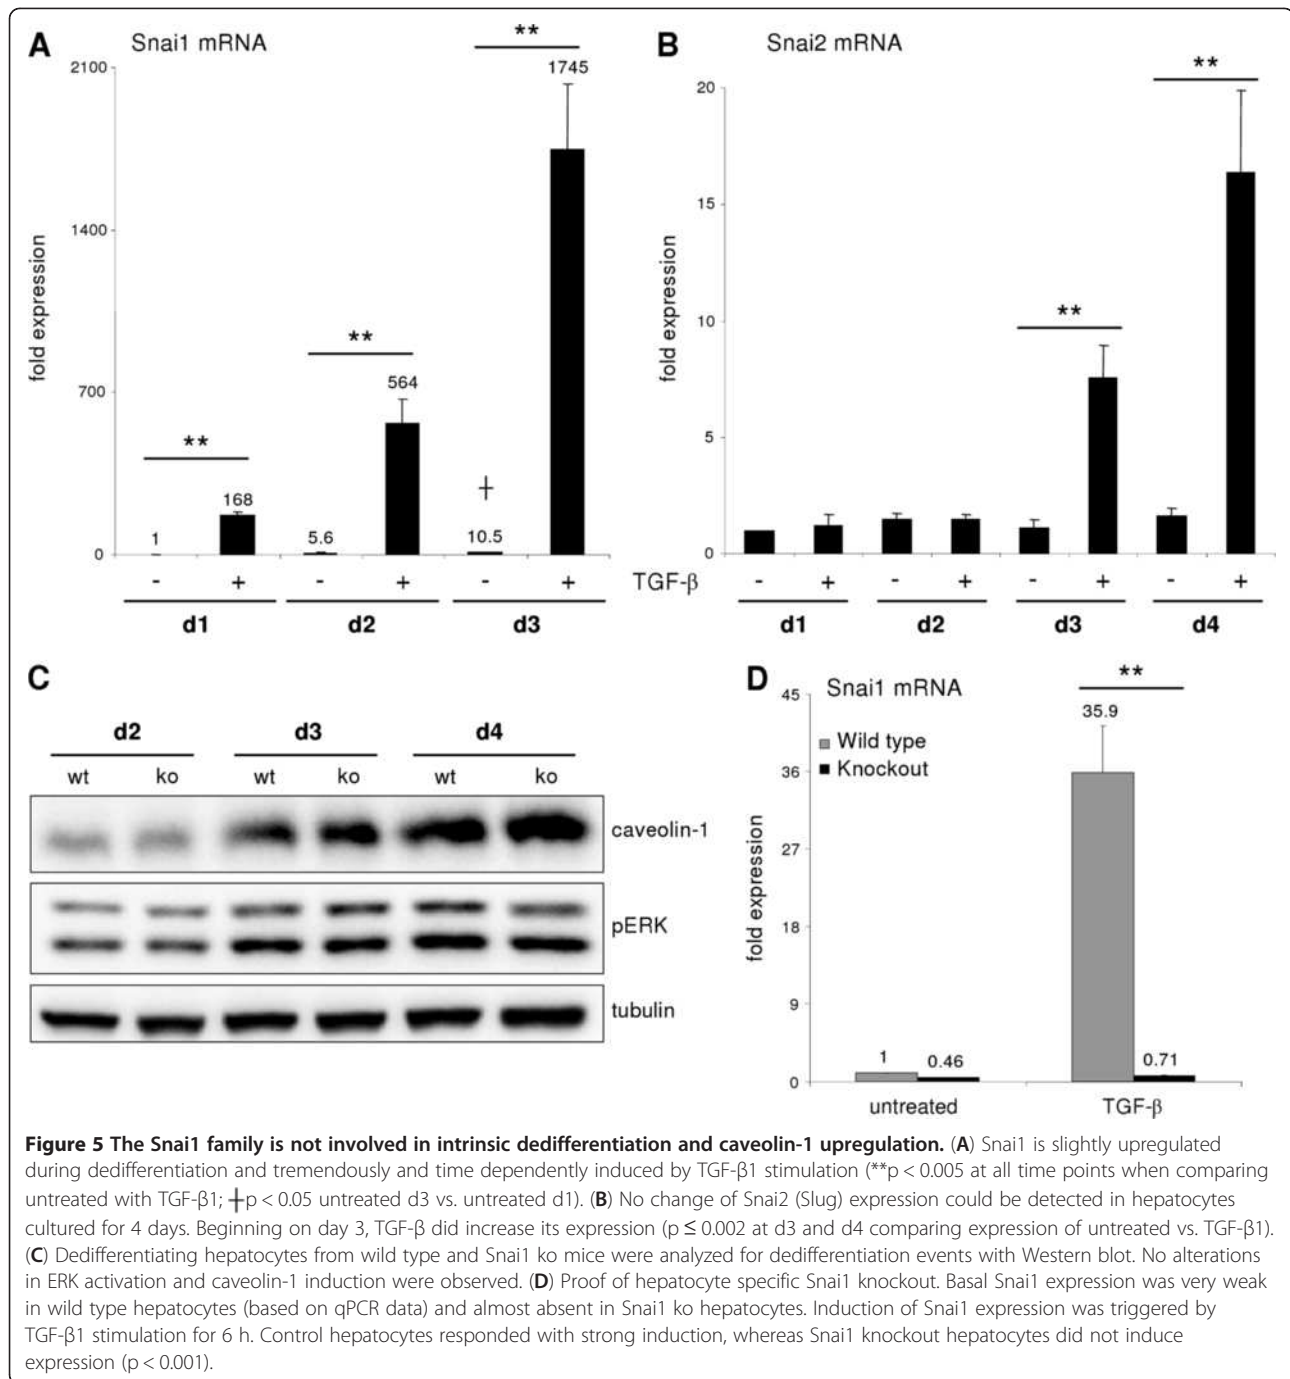 A Snai1 mRNA
**
1745
2100
1400
fold expression
**
564
700
**
168
1
5.6
10.5
0
- + - + - + TGF-β
d1 d2 d3
B Snai2 mRNA
**
20
15
fold expression
**
10
5
0
- + - + - + - +
d1 d2 d3 d4
C
d2 d3 d4
wt ko wt ko wt ko
caveolin-1
pERK
tubulin
D Snai1 mRNA
**
45
35.9
Wild type
Knockout
36
27
fold expression
18
9
1 0.46 0.71
0
untreated TGF-β
Figure 5 The Snai1 family is not involved in intrinsic dedifferentiation and caveolin-1 upregulation. (A) Snai1 is slightly upregulated
during dedifferentiation and tremendously and time dependently induced by TGF-β1 stimulation (**p < 0.005 at all time points when comparing
untreated with TGF-β1; ┼p < 0.05 untreated d3 vs. untreated d1). (B) No change of Snai2 (Slug) expression could be detected in hepatocytes
cultured for 4 days. Beginning on day 3, TGF-β did increase its expression (p ≤ 0.002 at d3 and d4 comparing expression of untreated vs. TGF-β1).
(C) Dedifferentiating hepatocytes from wild type and Snai1 ko mice were analyzed for dedifferentiation events with Western blot. No alterations
in ERK activation and caveolin-1 induction were observed. (D) Proof of hepatocyte specific Snai1 knockout. Basal Snai1 expression was very weak
in wild type hepatocytes (based on qPCR data) and almost absent in Snai1 ko hepatocytes. Induction of Snai1 expression was triggered by
TGF-β1 stimulation for 6 h. Control hepatocytes responded with strong induction, whereas Snai1 knockout hepatocytes did not induce
expression (p < 0.001).